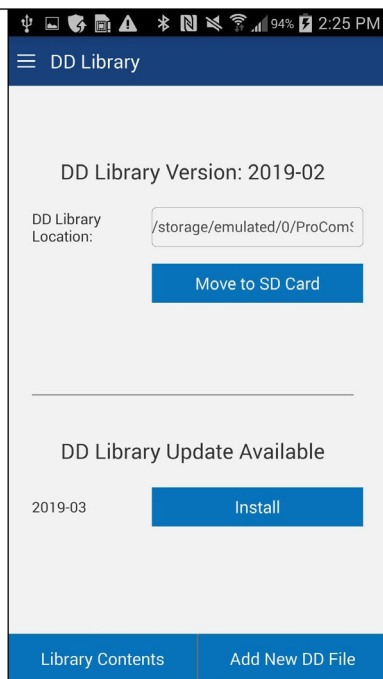 94% 2:25 PM
DD Library
DD Library Version: 2019-02
DD Library
Location:
/storage/emulated/0/ProComS
Move to SD Card
DD Library Update Available
2019-03
Install
Library Contents
Add New DD File